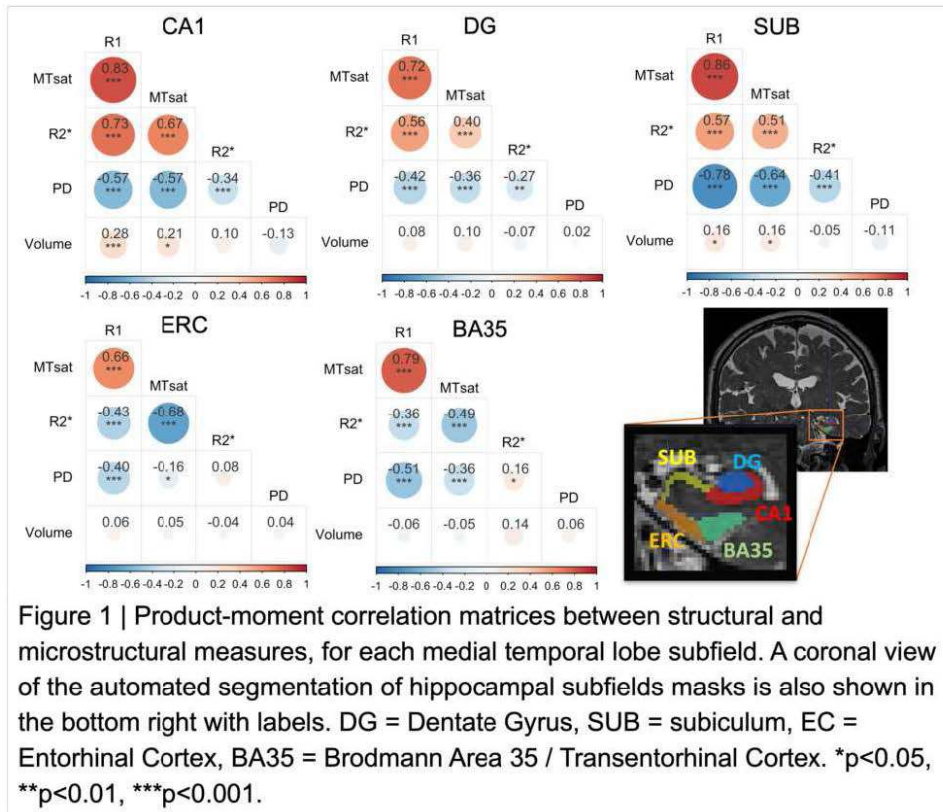 CA1
R1
MTsat 0.83 ***
MTsat
R2* 0.73 *** 0.67 ***
R2*
PD -0.57 *** -0.57 *** -0.34 ***
PD
Volume 0.28 *** 0.21 * 0.10 -0.13
-1 -0.8 -0.6 -0.4 -0.2 0 0.2 0.4 0.6 0.8 1
DG
R1
MTsat 0.72 ***
MTsat
R2* 0.56 *** 0.40 ***
R2*
PD -0.42 *** -0.36 *** -0.27 **
PD
Volume 0.08 0.10 -0.07 0.02
-1 -0.8 -0.6 -0.4 -0.2 0 0.2 0.4 0.6 0.8 1
SUB
R1
MTsat 0.86 ***
MTsat
R2* 0.57 *** 0.51 ***
R2*
PD -0.78 *** -0.64 *** -0.41 ***
PD
Volume 0.16 * 0.16 * -0.05 -0.11
-1 -0.8 -0.6 -0.4 -0.2 0 0.2 0.4 0.6 0.8 1
ERC
R1
MTsat 0.66 ***
MTsat
R2* -0.43 *** -0.68 ***
R2*
PD -0.40 *** -0.16 * 0.08
PD
Volume 0.06 0.05 -0.04 0.04
-1 -0.8 -0.6 -0.4 -0.2 0 0.2 0.4 0.6 0.8 1
BA35
R1
MTsat 0.79 ***
MTsat
R2* -0.36 *** -0.49 ***
R2*
PD -0.51 *** -0.36 *** 0.16 *
PD
Volume -0.06 -0.05 0.14 0.06
-1 -0.8 -0.6 -0.4 -0.2 0 0.2 0.4 0.6 0.8 1
SUB DG
CA1
ERC BA35
Figure 1 | Product-moment correlation matrices between structural and
microstructural measures, for each medial temporal lobe subfield. A coronal view
of the automated segmentation of hippocampal subfields masks is also shown in
the bottom right with labels. DG = Dentate Gyrus, SUB = subiculum, EC =
Entorhinal Cortex, BA35 = Brodmann Area 35 / Transentorhinal Cortex. *p<0.05,
**p<0.01, ***p<0.001.